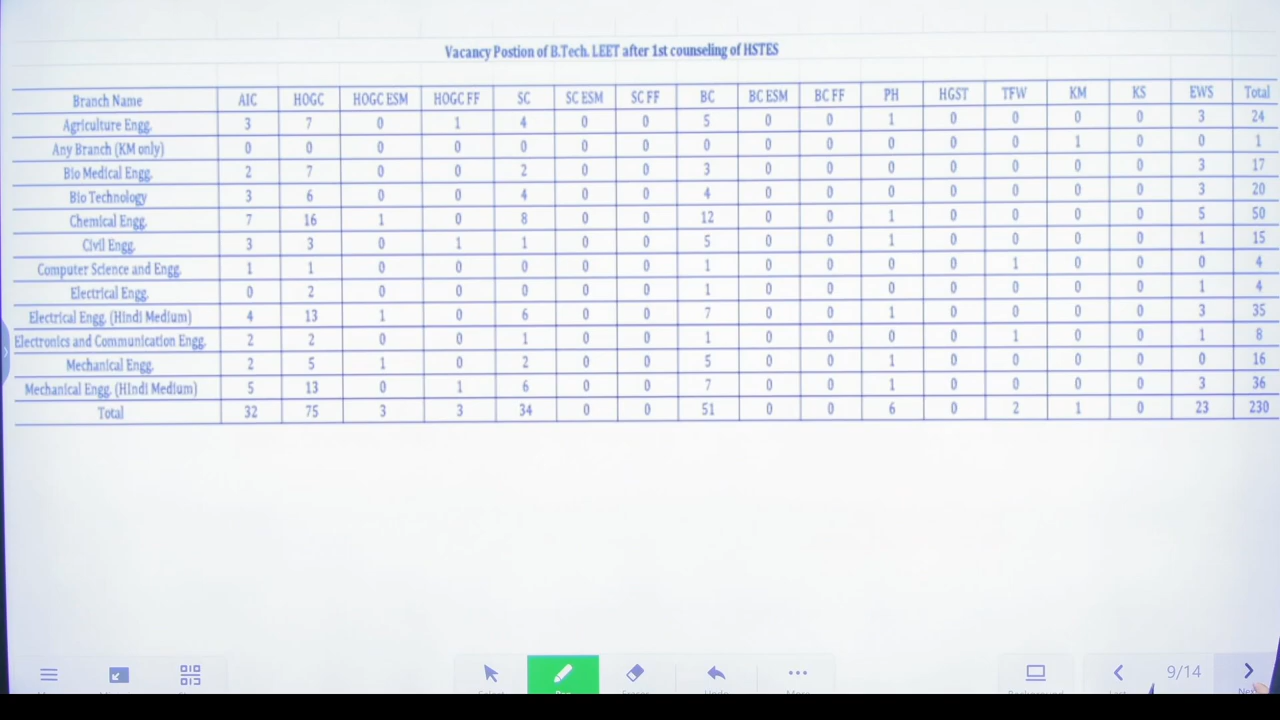 Vacancy Postion of B.Tech. LEET after 1st counseling of HSTES
Branch Name AIC HOGC HOGC ESM HOGC FF SC SC ESM SC FF BC BC ESM BC FF PH HGST TFW KM KS EWS Total
Agriculture Engg. 3 7 0 1 4 0 0 5 0 0 1 0 0 0 0 3 24
Any Branch (KM only) 0 0 0 0 0 0 0 0 0 0 0 0 0 1 0 0 1
Bio Medical Engg. 2 7 0 0 2 0 0 3 0 0 0 0 0 0 0 3 17
Bio Technology 3 6 0 0 4 0 0 4 0 0 0 0 0 0 0 3 20
Chemical Engg. 7 16 1 0 8 0 0 12 0 0 1 0 0 0 0 5 50
Civil Engg. 3 3 0 1 1 0 0 5 0 0 1 0 0 0 0 1 15
Computer Science and Engg. 1 1 0 0 0 0 0 1 0 0 0 0 1 0 0 0 4
Electrical Engg. 0 2 0 0 0 0 0 1 0 0 0 0 0 0 0 1 4
Electrical Engg. (Hindi Medium) 4 13 1 0 6 0 0 7 0 0 1 0 0 0 0 3 35
Electronics and Communication Engg. 2 2 0 0 1 0 0 1 0 0 0 0 1 0 0 1 8
Mechanical Engg. 2 5 1 0 2 0 0 5 0 0 1 0 0 0 0 0 16
Mechanical Engg. (HIndi Medium) 5 13 0 1 6 0 0 7 0 0 1 0 0 0 0 3 36
Total 32 75 3 3 34 0 0 51 0 0 6 0 2 1 0 23 230
9/14